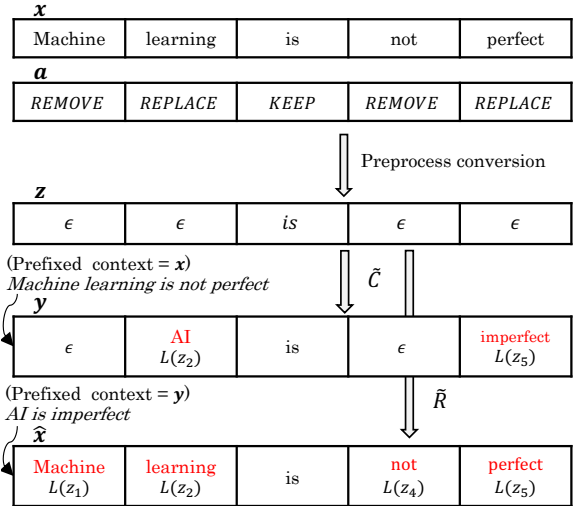 x
Machine learning is not perfect
a
REMOVE REPLACE KEEP REMOVE REPLACE
Preprocess conversion
z
ϵ ϵ is ϵ ϵ
(Prefixed context = x)
Machine learning is not perfect
C̃
y
ϵ AI is ϵ imperfect
L(z₂) L(z₅)
(Prefixed context = y)
AI is imperfect
R̃
x̂
Machine learning is not perfect
L(z₁) L(z₂) L(z₄) L(z₅)